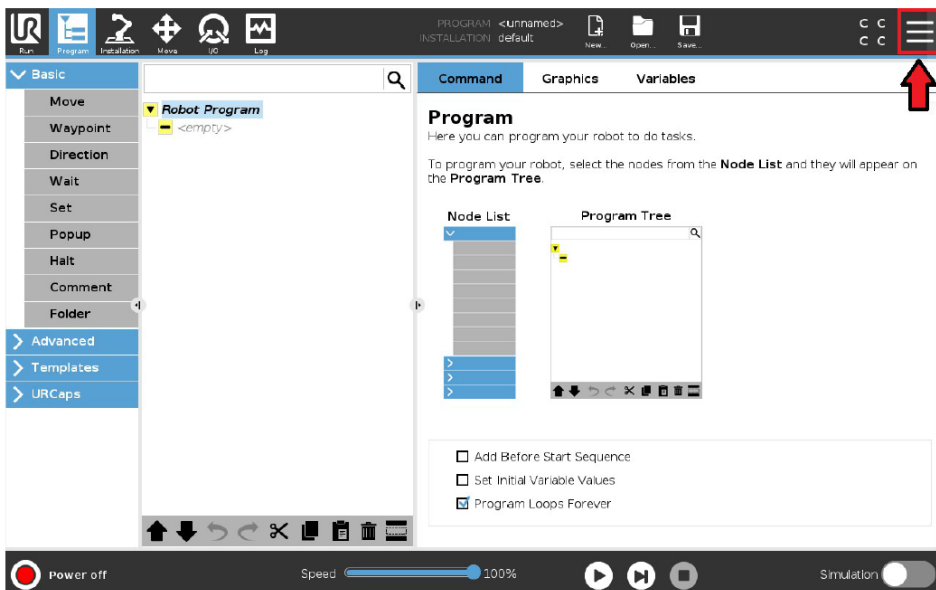 UR
PROGRAM <unnamed>
INSTALLATION default
C C
C C
Run Program Installation Move I/O Log New... Open... Save...
Basic
Move
Waypoint
Direction
Wait
Set
Popup
Halt
Comment
Folder
Advanced
Templates
URCaps
Robot Program
<empty>
Command Graphics Variables
Program
Here you can program your robot to do tasks.
To program your robot, select the nodes from the Node List and they will appear on
the Program Tree.
Node List Program Tree
Add Before Start Sequence
Set Initial Variable Values
Program Loops Forever
Power off Speed 100% Simulation